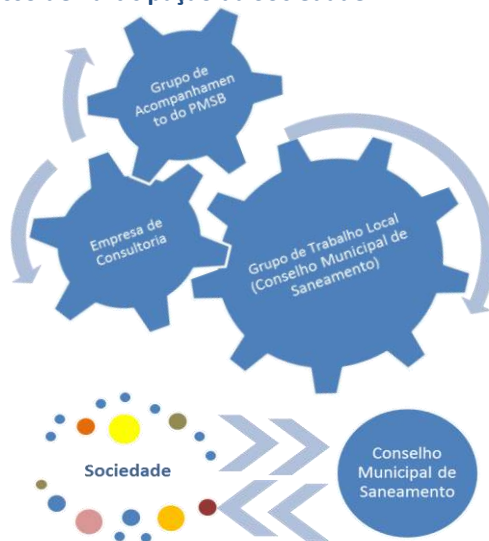 Grupo de
Acompanhamen
to do PMSB
Empresa de
Consultoria
Grupo de Trabalho Local
(Conselho Municipal de
Saneamento)
Sociedade
Conselho
Municipal de
Saneamento